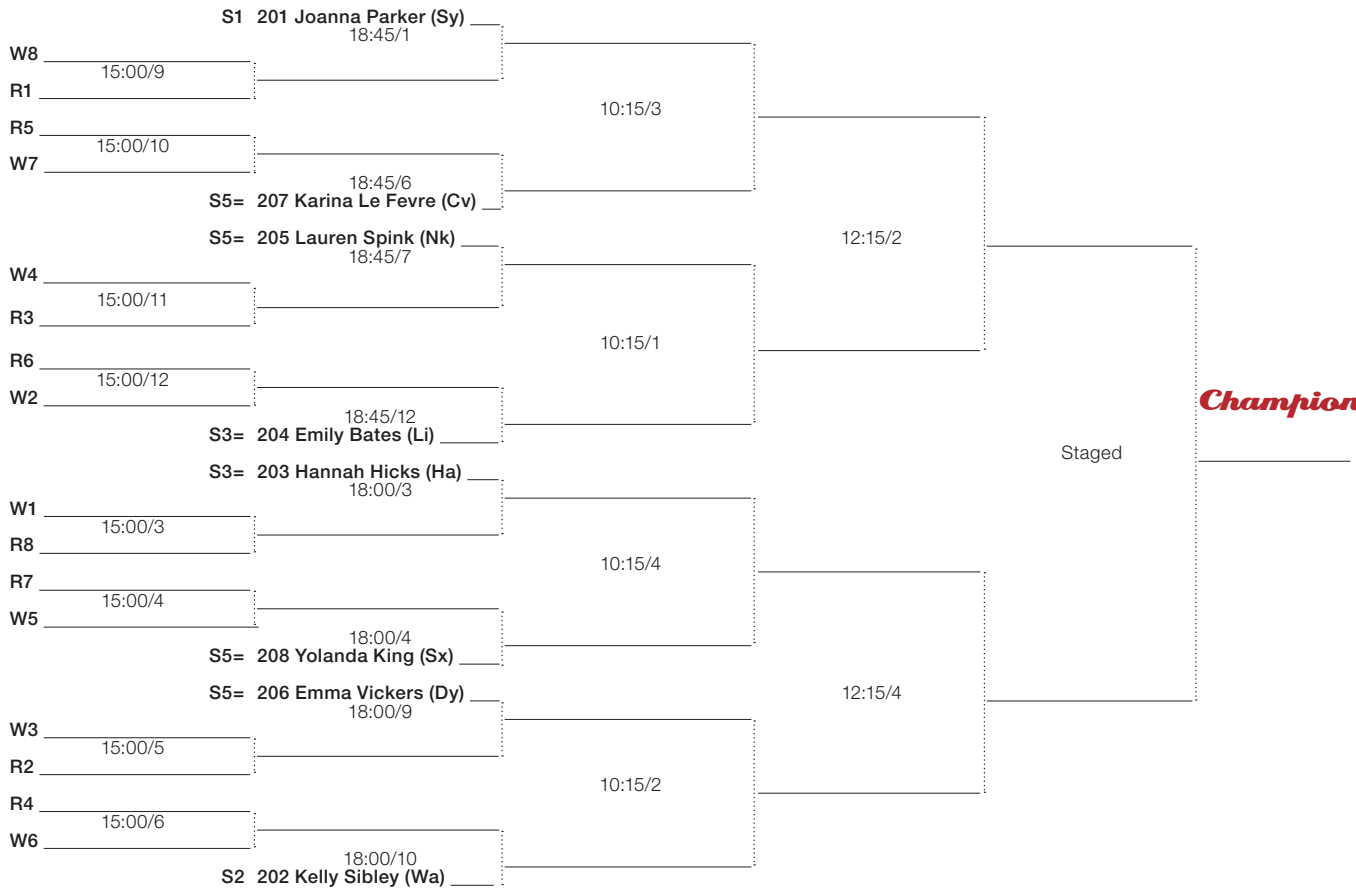 S1 201 Joanna Parker (Sy)
18:45/1
W8
15:00/9
R1
10:15/3
R5
15:00/10
W7
18:45/6
S5= 207 Karina Le Fevre (Cv)
S5= 205 Lauren Spink (Nk)
12:15/2
18:45/7
W4
15:00/11
R3
10:15/1
R6
15:00/12
W2
Champion
18:45/12
S3= 204 Emily Bates (Li)
Staged
S3= 203 Hannah Hicks (Ha)
18:00/3
W1
15:00/3
R8
10:15/4
R7
15:00/4
W5
18:00/4
S5= 208 Yolanda King (Sx)
S5= 206 Emma Vickers (Dy)
12:15/4
18:00/9
W3
15:00/5
R2
10:15/2
R4
15:00/6
W6
18:00/10
S2 202 Kelly Sibley (Wa)